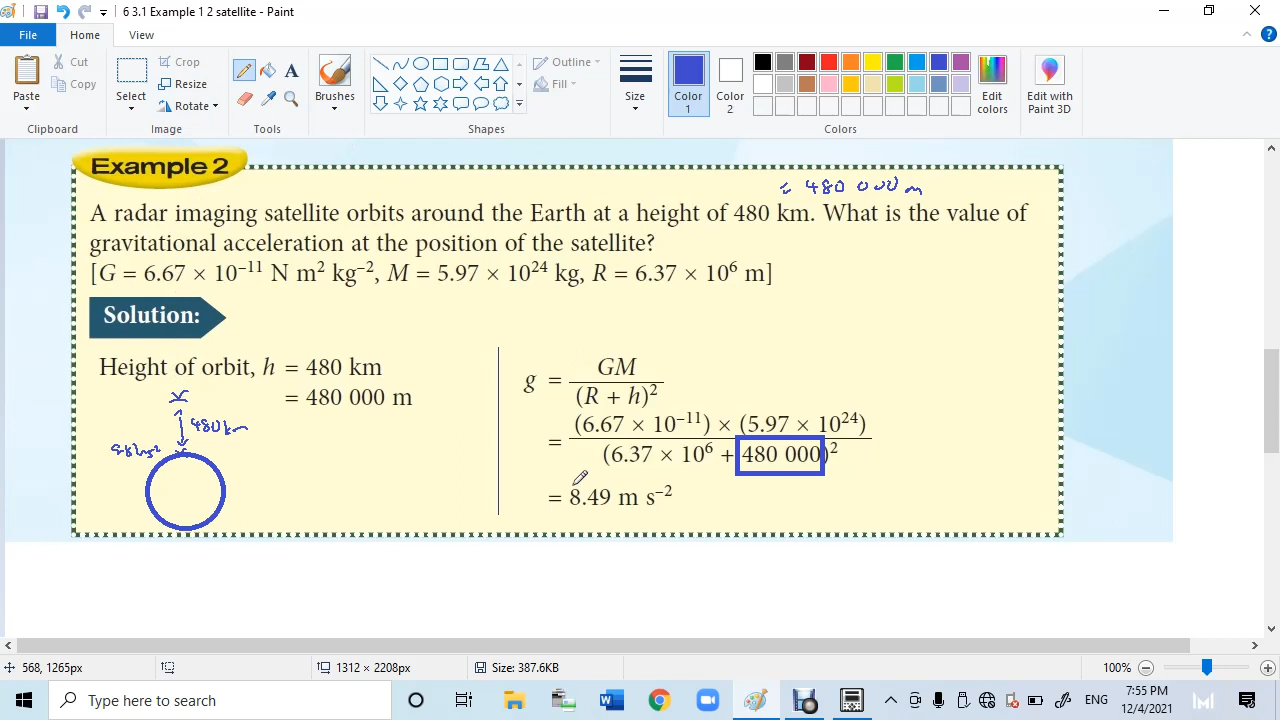 6 3.1 Example 1 2 satellite - Paint
File Home View
Paste
Cut
Copy
Clipboard
Select
Crop
Resize
Rotate
Image
A
Tools
Brushes
Shapes
Outline
Fill
Size
Color 1
Color 2
Colors
Edit colors
Edit with Paint 3D
Example 2
= 480 000 m
A radar imaging satellite orbits around the Earth at a height of 480 km. What is the value of
gravitational acceleration at the position of the satellite?
[G = 6.67 × 10⁻¹¹ N m² kg⁻², M = 5.97 × 10²⁴ kg, R = 6.37 × 10⁶ m]
Solution:
Height of orbit, h = 480 km
= 480 000 m
480km
g = GM
(R + h)²
= (6.67 × 10⁻¹¹) × (5.97 × 10²⁴)
(6.37 × 10⁶ + 480 000)²
= 8.49 m s⁻²
568, 1265px
1312 × 2208px
Size: 387.6KB
100%
Type here to search
ENG
7:55 PM
12/4/2021